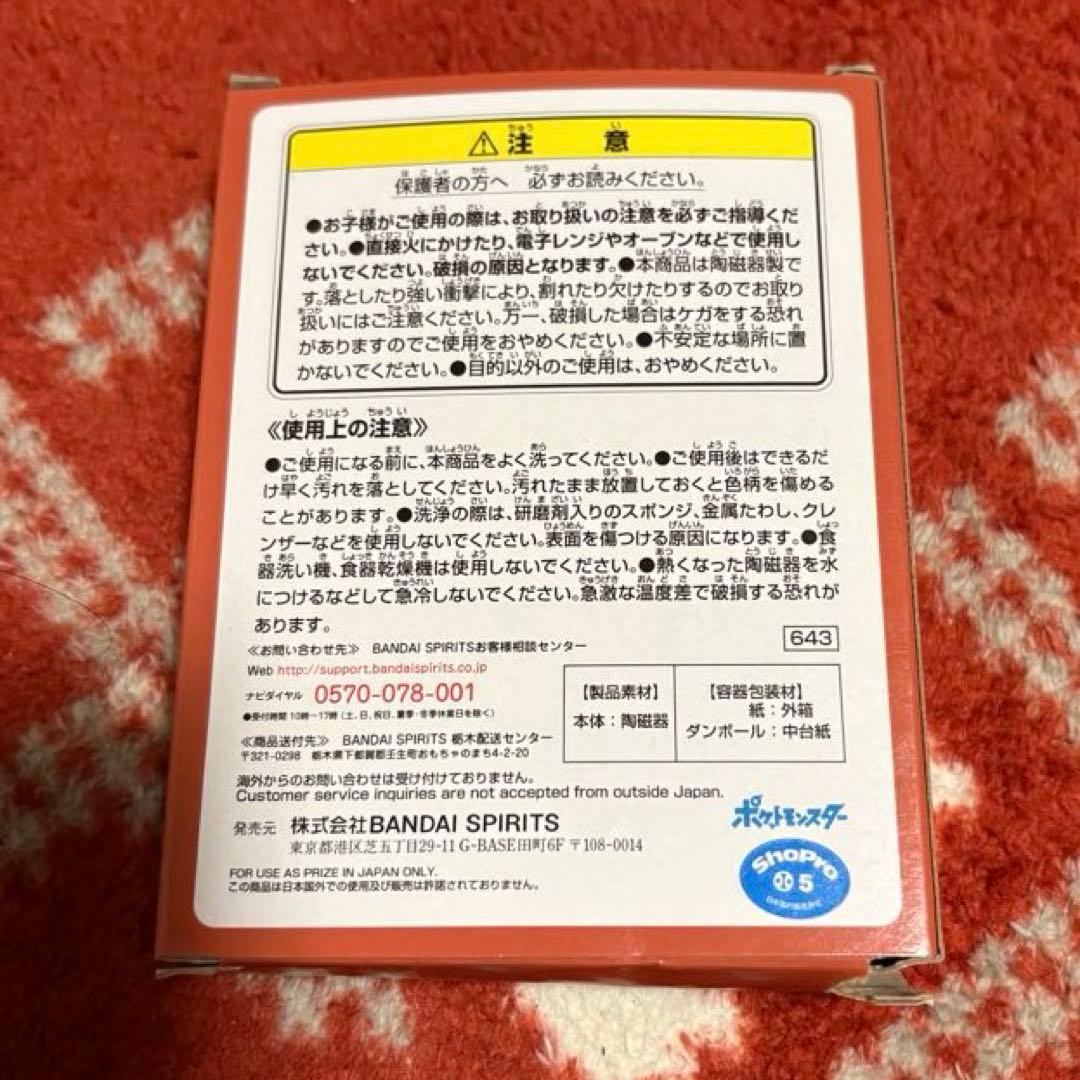 ⚠注 意
保護者の方へ 必ずお読みください。
●お子様がご使用の際は、お取り扱いの注意を必ずご指導くだ
さい。●直接火にかけたり、電子レンジやオーブンなどで使用し
ないでください。破損の原因となります。●本商品は陶磁器製で
す。落としたり強い衝撃により、割れたり欠けたりするのでお取り
扱いにはご注意ください。万一、破損した場合はケガをする恐れ
がありますのでご使用をおやめください。●不安定な場所に置
かないでください。●目的以外のご使用は、おやめください。
《使用上の注意》
●ご使用になる前に、本商品をよく洗ってください。●ご使用後はできるだ
け早く汚れを落としてください。汚れたまま放置しておくと色柄を傷める
ことがあります。●洗浄の際は、研磨剤入りのスポンジ、金属たわし、クレ
ンザーなどを使用しないでください。表面を傷つける原因になります。●食
器洗い機、食器乾燥機は使用しないでください。●熱くなった陶磁器を水
につけるなどして急冷しないでください。急激な温度差で破損する恐れが
あります。
643
≪お問い合わせ先≫ BANDAI SPIRITSお客様相談センター
Web http://support.bandaispirits.co.jp
ナビダイヤル 0570-078-001
●受付時間 10時〜17時(土、日、祝日、夏季・冬季休業日を除く)
≪商品送付先≫ BANDAI SPIRITS 栃木配送センター
〒321-0298 栃木県下都賀郡壬生町おもちゃのまち4-2-20
【製品素材】
本体：陶磁器
【容器包装材】
紙：外箱
ダンボール：中台紙
海外からのお問い合わせは受け付けておりません。
Customer service inquiries are not accepted from outside Japan.
発売元 株式会社BANDAI SPIRITS
東京都港区芝五丁目29-11 G-BASE田町6F 〒108-0014
FOR USE AS PRIZE IN JAPAN ONLY.
この商品は日本国外での使用及び販売は許諾されておりません。
ポケットモンスター
ShoPro
小 5